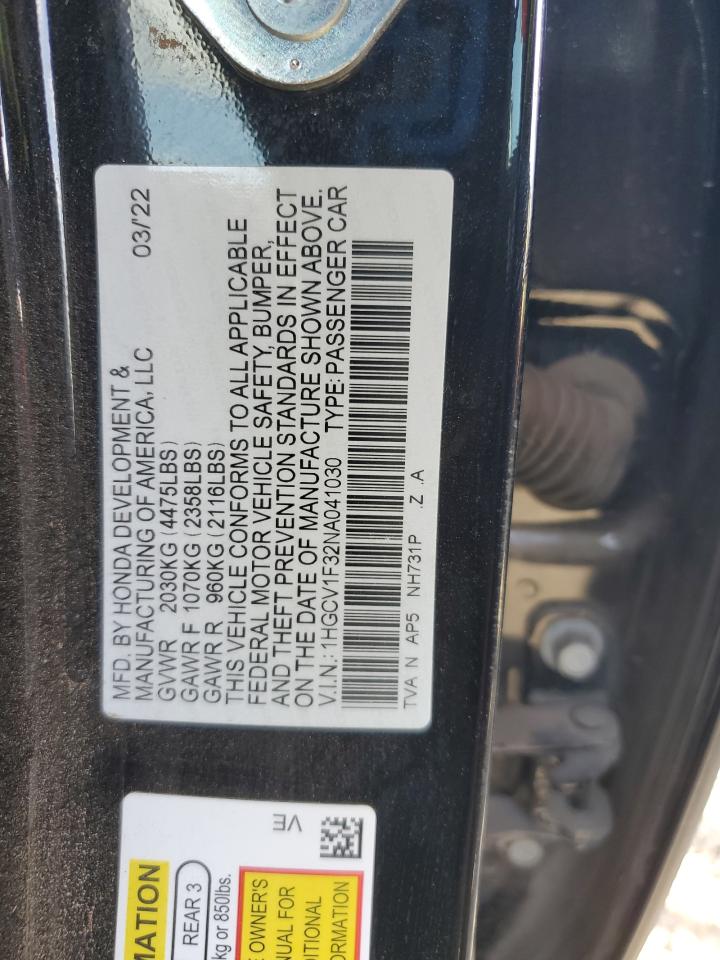 MFD. BY HONDA DEVELOPMENT &
MANUFACTURING OF AMERICA, LLC 03/'22
GVWR 2030KG (4475LBS)
GAWR F 1070KG (2358LBS)
GAWR R 960KG (2116LBS)
THIS VEHICLE CONFORMS TO ALL APPLICABLE
FEDERAL MOTOR VEHICLE SAFETY, BUMPER,
AND THEFT PREVENTION STANDARDS IN EFFECT
ON THE DATE OF MANUFACTURE SHOWN ABOVE.
V.I.N.: 1HGCV1F32NA041030 TYPE: PASSENGER CAR
TVA N AP5 NH731P .Z .A
MATION
REAR 3
kg or 850lbs.
E OWNER'S
NUAL FOR
DITIONAL
ORMATION
VE